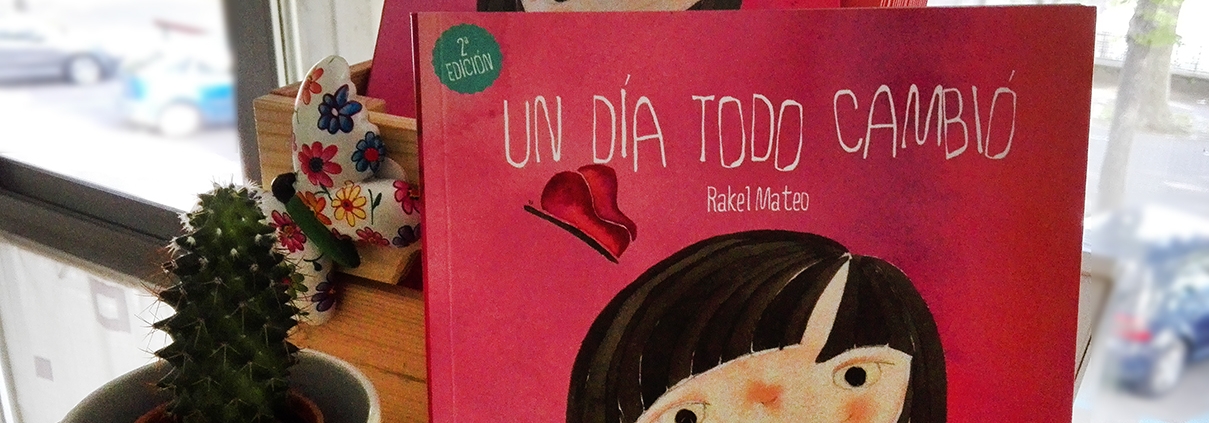 2ª
EDICIÓN
UN DÍA TODO CAMBIÓ
Rakel Mateo